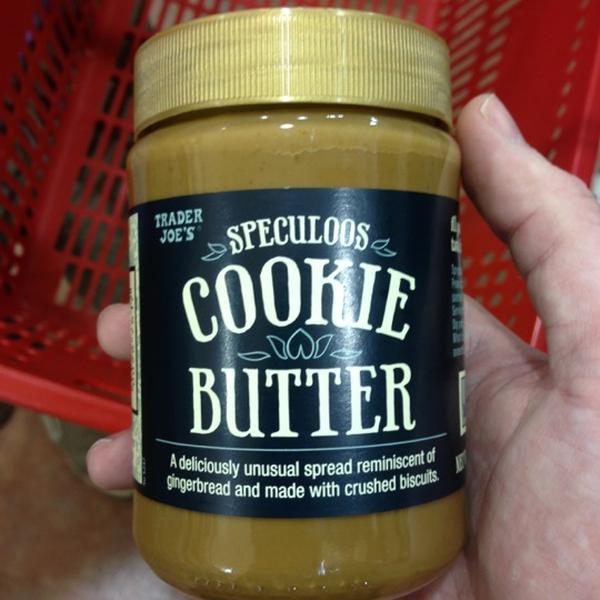 TRADER
JOE'S
SPECULOOS
COOKIE
BUTTER
A deliciously unusual spread reminiscent of
gingerbread and made with crushed biscuits.